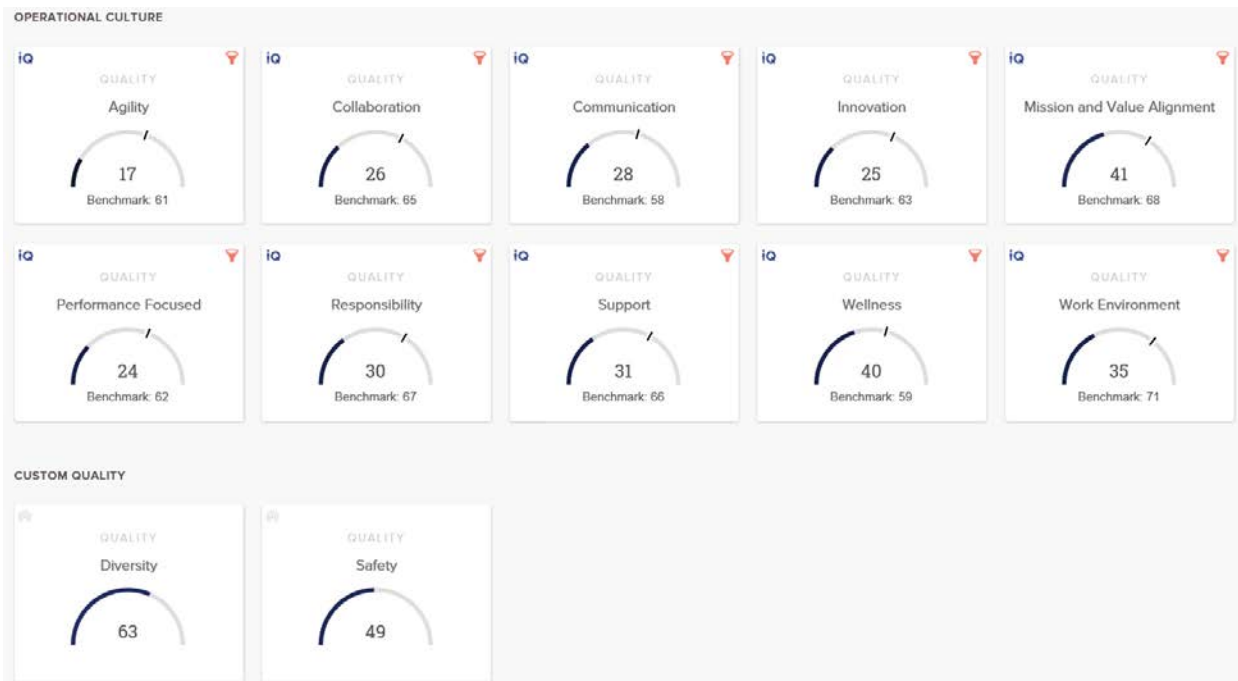 OPERATIONAL CULTURE
iQ
QUALITY
Agility
17
Benchmark: 61
iQ
QUALITY
Collaboration
26
Benchmark: 65
iQ
QUALITY
Communication
28
Benchmark: 58
iQ
QUALITY
Innovation
25
Benchmark: 63
iQ
QUALITY
Mission and Value Alignment
41
Benchmark: 68
iQ
QUALITY
Performance Focused
24
Benchmark: 62
iQ
QUALITY
Responsibility
30
Benchmark: 67
iQ
QUALITY
Support
31
Benchmark: 66
iQ
QUALITY
Wellness
40
Benchmark: 59
iQ
QUALITY
Work Environment
35
Benchmark: 71
CUSTOM QUALITY
QUALITY
Diversity
63
QUALITY
Safety
49